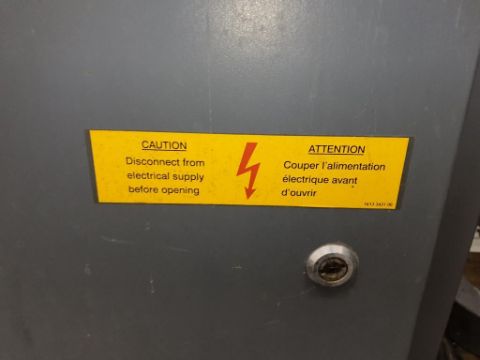 CAUTION
Disconnect from
electrical supply
before opening
ATTENTION
Couper l'alimentation
électrique avant
d'ouvrir